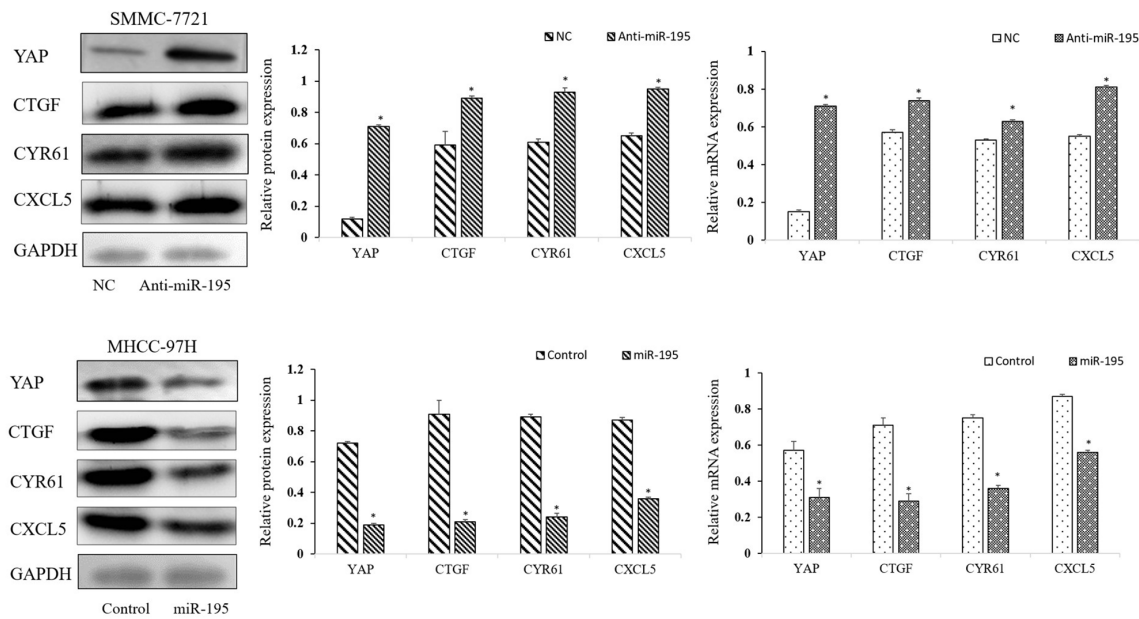 SMMC-7721
YAP
CTGF
CYR61
CXCL5
GAPDH
NC Anti-miR-195
NC Anti-miR-195
Relative protein expression
1.2
1
0.8
0.6
0.4
0.2
0
* * * *
YAP CTGF CYR61 CXCL5
NC Anti-miR-195
Relative mRNA expression
1
0.8
0.6
0.4
0.2
0
* * * *
YAP CTGF CYR61 CXCL5
MHCC-97H
YAP
CTGF
CYR61
CXCL5
GAPDH
Control miR-195
Control miR-195
Relative protein expression
1.2
1
0.8
0.6
0.4
0.2
0
* * * *
YAP CTGF CYR61 CXCL5
Control miR-195
Relative mRNA expression
1
0.8
0.6
0.4
0.2
0
* * * *
YAP CTGF CYR61 CXCL5